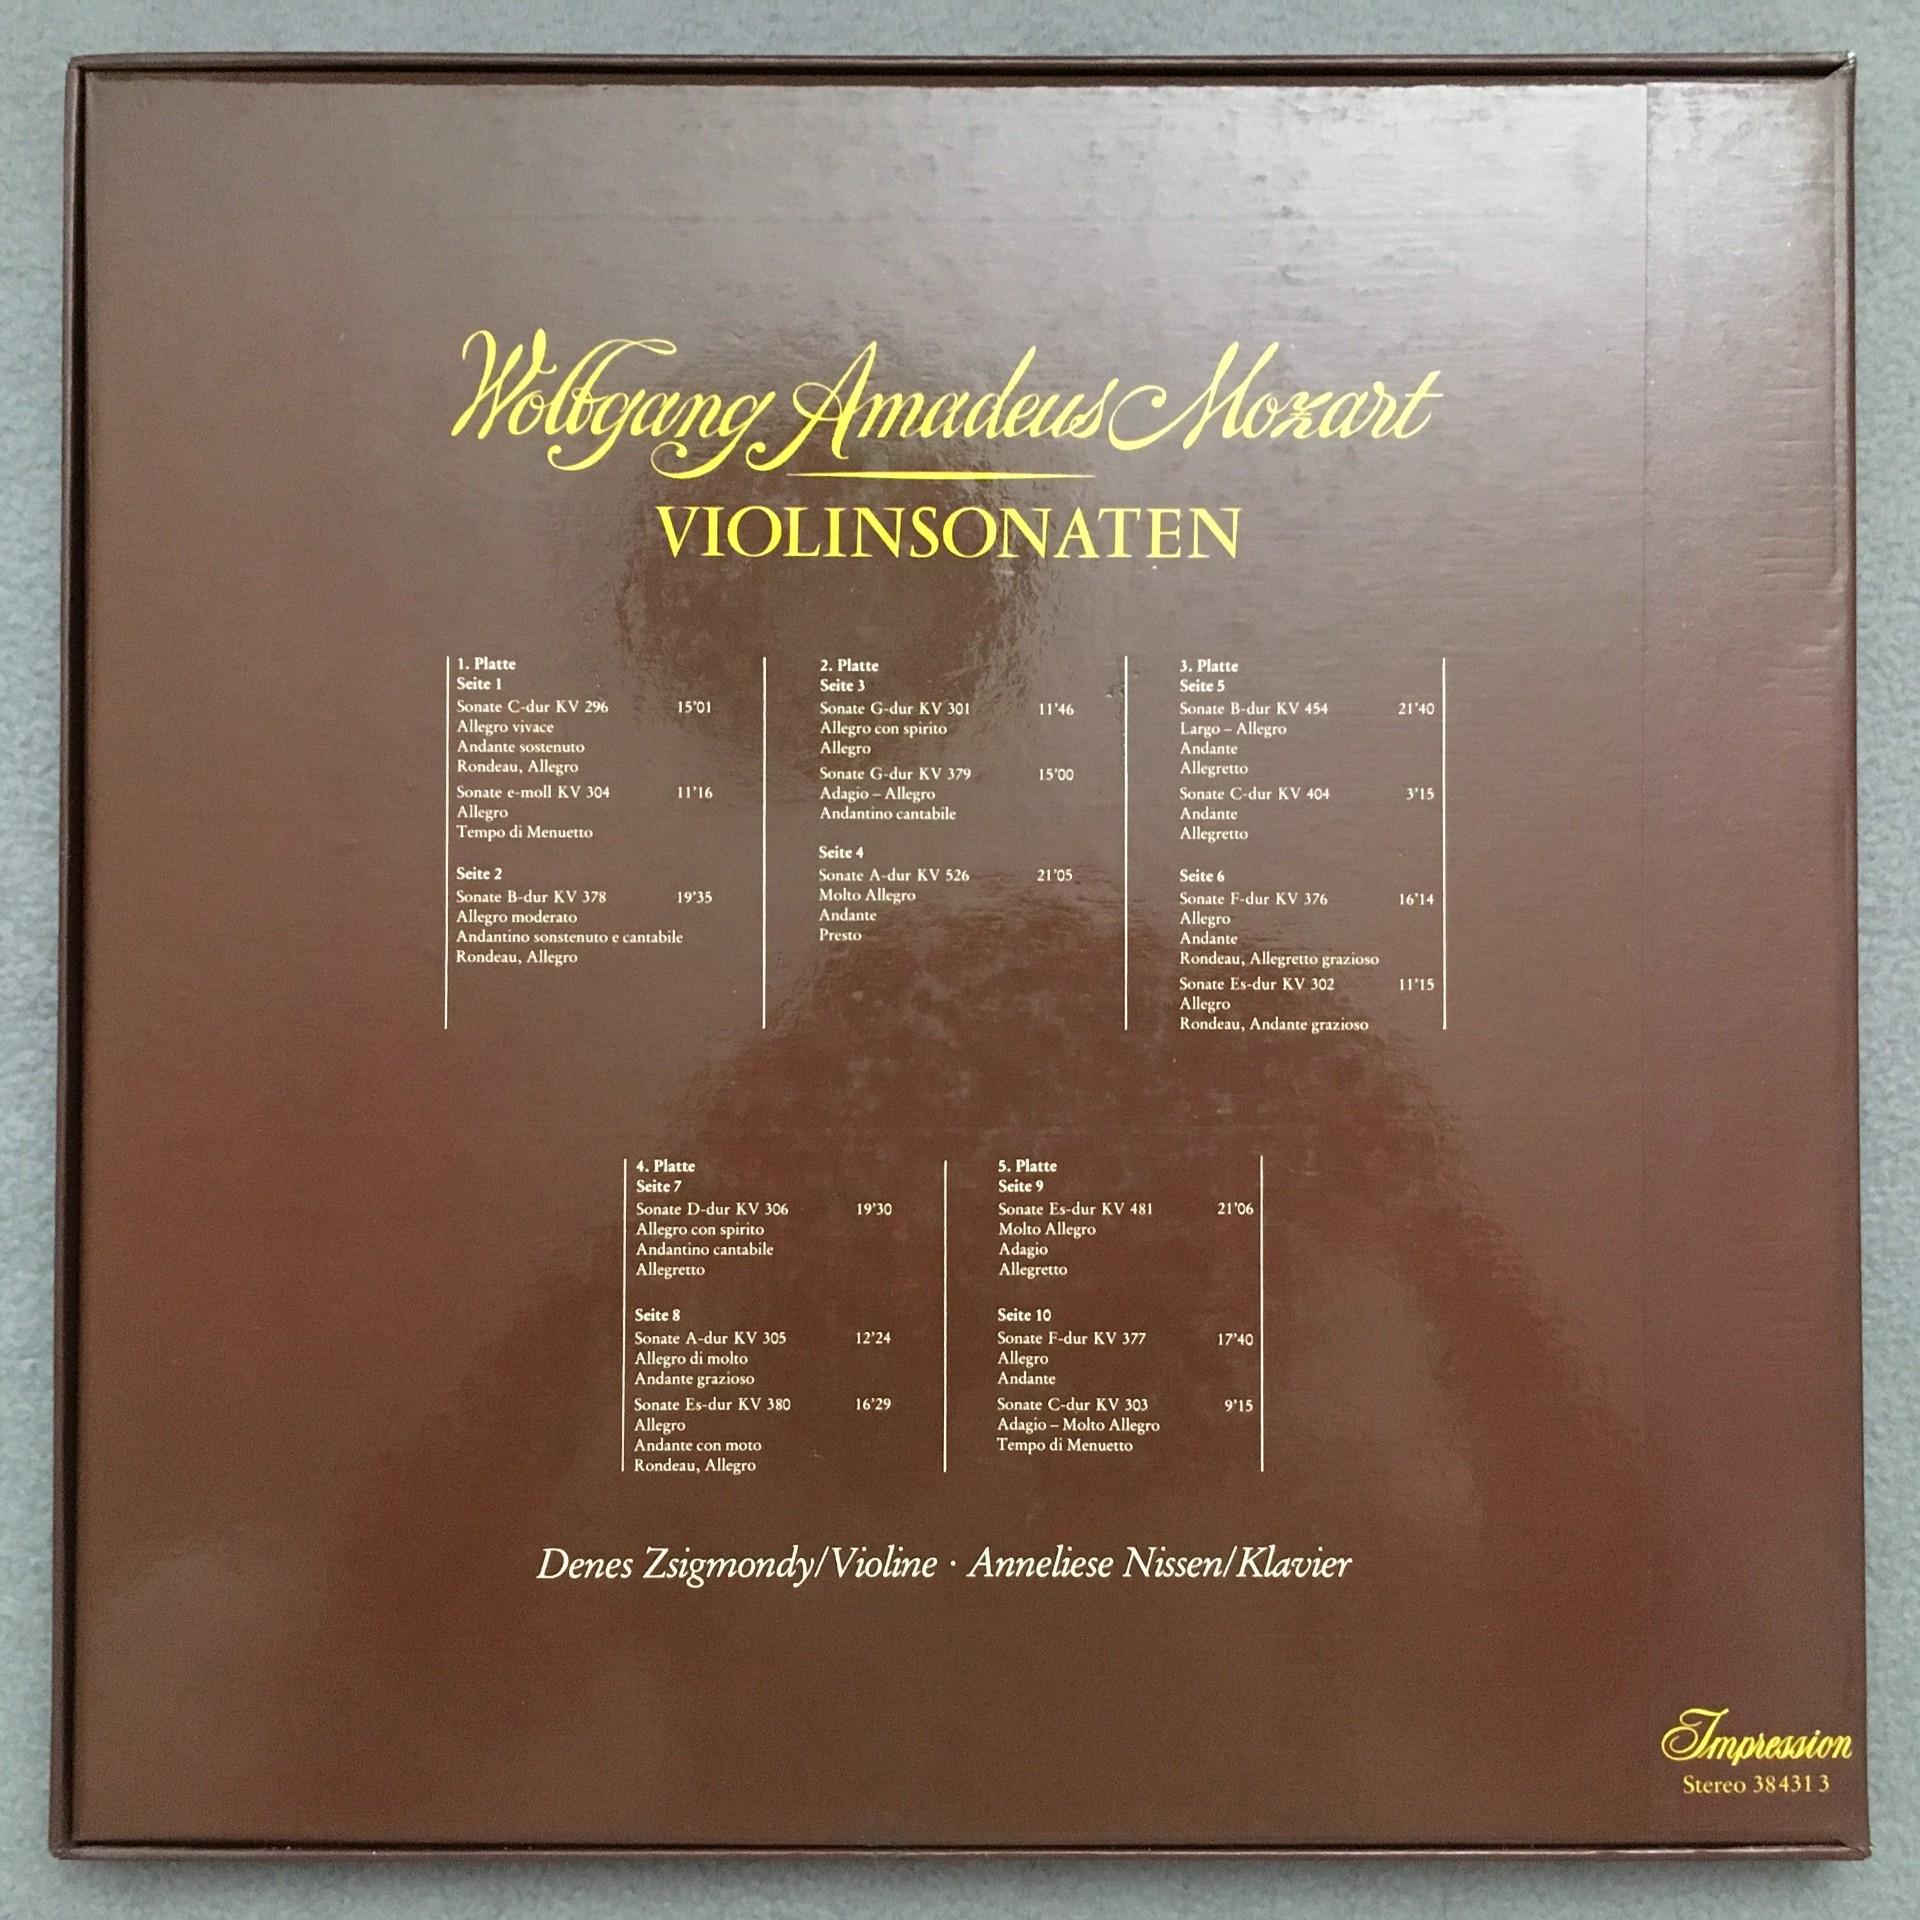 Wolfgang Amadeus Mozart
VIOLINSONATEN
1. Platte
Seite 1
Sonate C-dur KV 296 15'01
Allegro vivace
Andante sostenuto
Rondeau, Allegro
Sonate e-moll KV 304 11'16
Allegro
Tempo di Menuetto
Seite 2
Sonate B-dur KV 378 19'35
Allegro moderato
Andantino sonstenuto e cantabile
Rondeau, Allegro
2. Platte
Seite 3
Sonate G-dur KV 301 11'46
Allegro con spirito
Allegro
Sonate G-dur KV 379 15'00
Adagio – Allegro
Andantino cantabile
Seite 4
Sonate A-dur KV 526 21'05
Molto Allegro
Andante
Presto
3. Platte
Seite 5
Sonate B-dur KV 454 21'40
Largo – Allegro
Andante
Allegretto
Sonate C-dur KV 404 3'15
Andante
Allegretto
Seite 6
Sonate F-dur KV 376 16'14
Allegro
Andante
Rondeau, Allegretto grazioso
Sonate Es-dur KV 302 11'15
Allegro
Rondeau, Andante grazioso
4. Platte
Seite 7
Sonate D-dur KV 306 19'30
Allegro con spirito
Andantino cantabile
Allegretto
Seite 8
Sonate A-dur KV 305 12'24
Allegro di molto
Andante grazioso
Sonate Es-dur KV 380 16'29
Allegro
Andante con moto
Rondeau, Allegro
5. Platte
Seite 9
Sonate Es-dur KV 481 21'06
Molto Allegro
Adagio
Allegretto
Seite 10
Sonate F-dur KV 377 17'40
Allegro
Andante
Sonate C-dur KV 303 9'15
Adagio – Molto Allegro
Tempo di Menuetto
Denes Zsigmondy/Violine · Anneliese Nissen/Klavier
Impression
Stereo 38 431 3